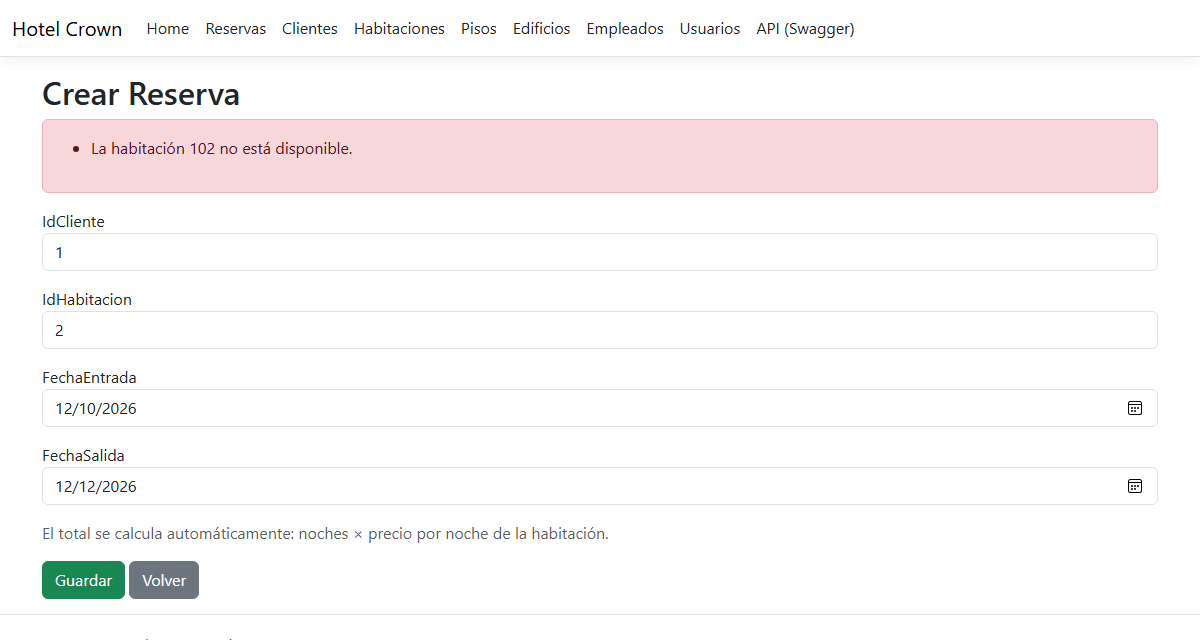 Hotel Crown Home Reservas Clientes Habitaciones Pisos Edificios Empleados Usuarios API (Swagger)
Crear Reserva
• La habitación 102 no está disponible.
IdCliente
1
IdHabitacion
2
FechaEntrada
12/10/2026
FechaSalida
12/12/2026
El total se calcula automáticamente: noches × precio por noche de la habitación.
Guardar Volver